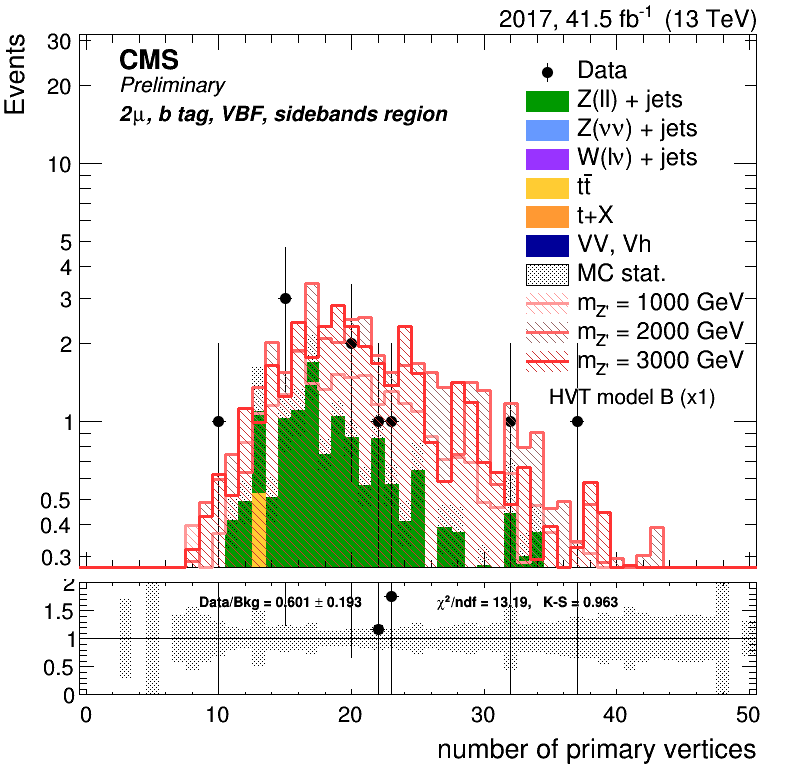 2017, 41.5 fb⁻¹ (13 TeV)
Events
CMS
Preliminary
2μ, b tag, VBF, sidebands region
Data
Z(ll) + jets
Z(νν) + jets
W(lν) + jets
tt̄
t+X
VV, Vh
MC stat.
m_Z' = 1000 GeV
m_Z' = 2000 GeV
m_Z' = 3000 GeV
HVT model B (x1)
30
20
10
5
4
3
2
1
0.5
0.4
0.3
Data/Bkg = 0.601 ± 0.193
χ²/ndf = 13.19, K-S = 0.963
2
1.5
1
0.5
0
0 10 20 30 40 50
number of primary vertices